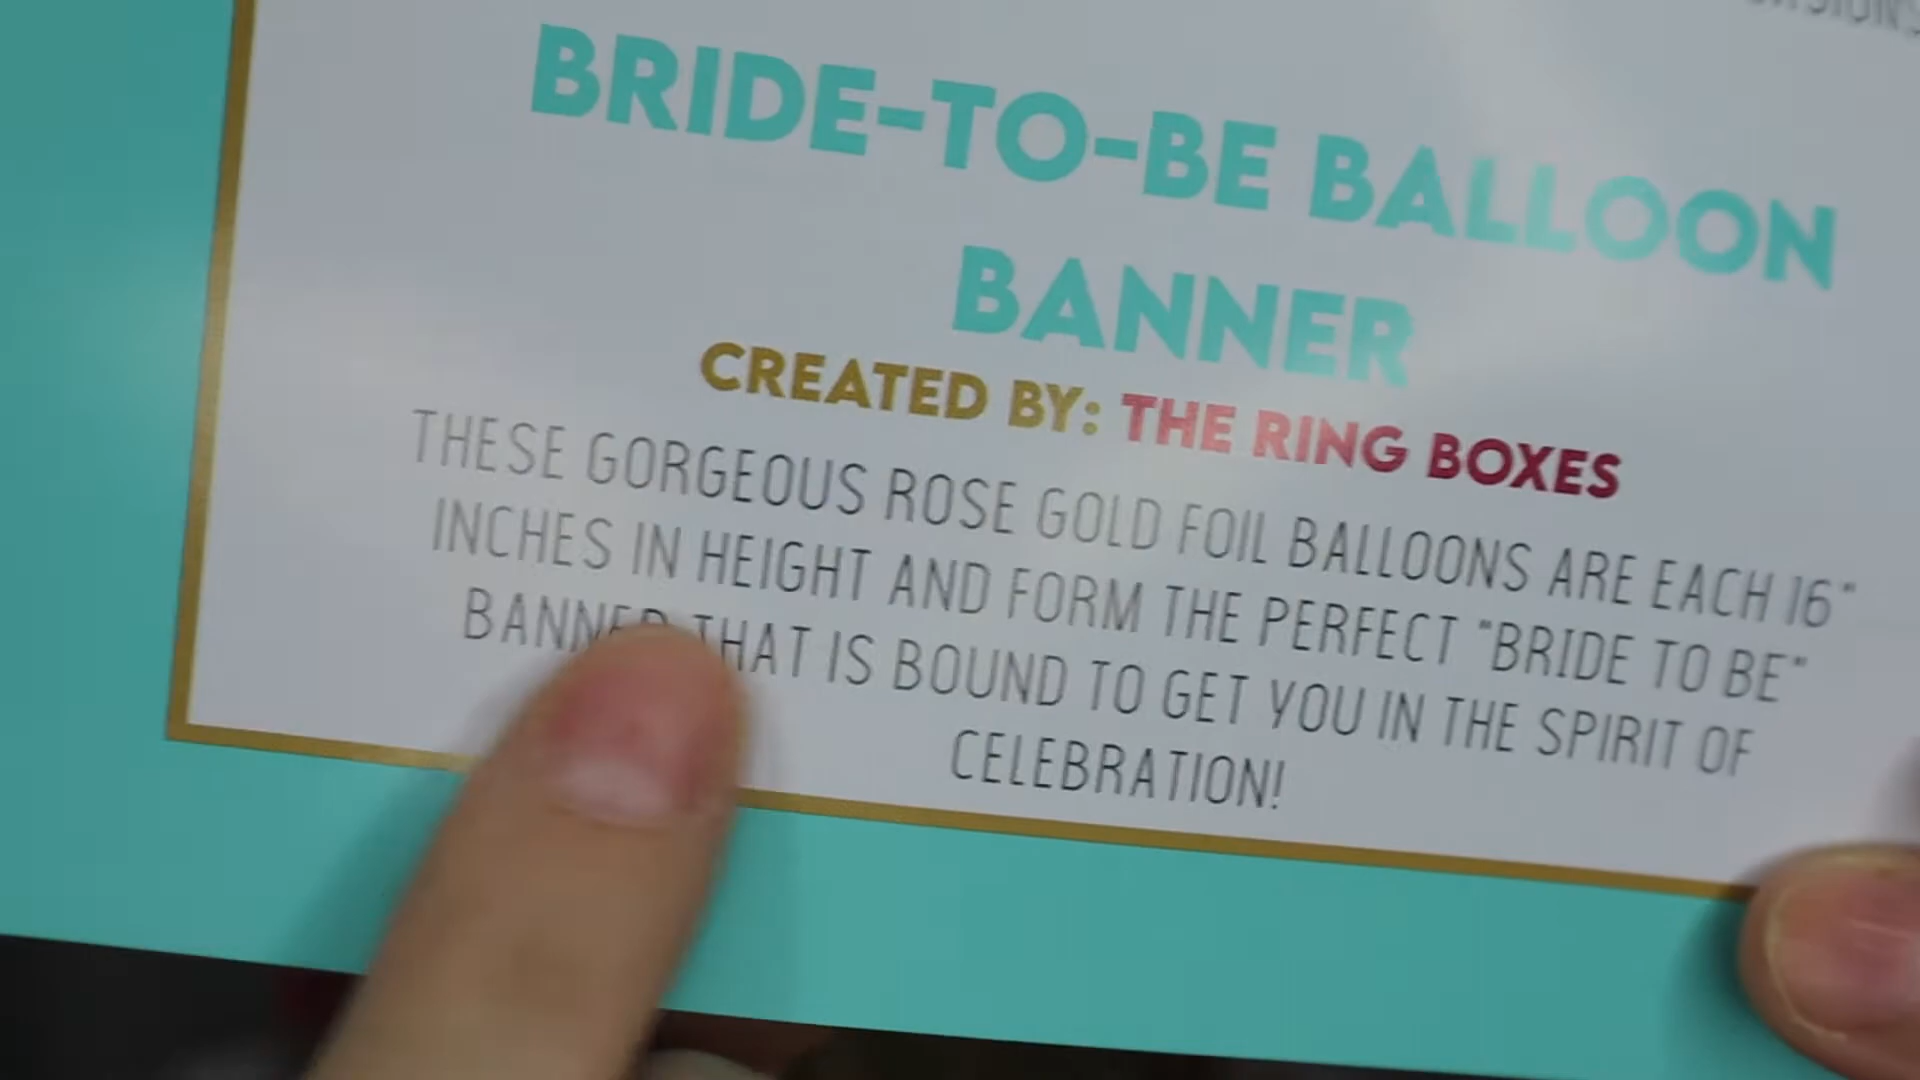 BRIDE-TO-BE BALLOON
BANNER
CREATED BY: THE RING BOXES
THESE GORGEOUS ROSE GOLD FOIL BALLOONS ARE EACH 16"
INCHES IN HEIGHT AND FORM THE PERFECT "BRIDE TO BE"
BANNER THAT IS BOUND TO GET YOU IN THE SPIRIT OF
CELEBRATION!